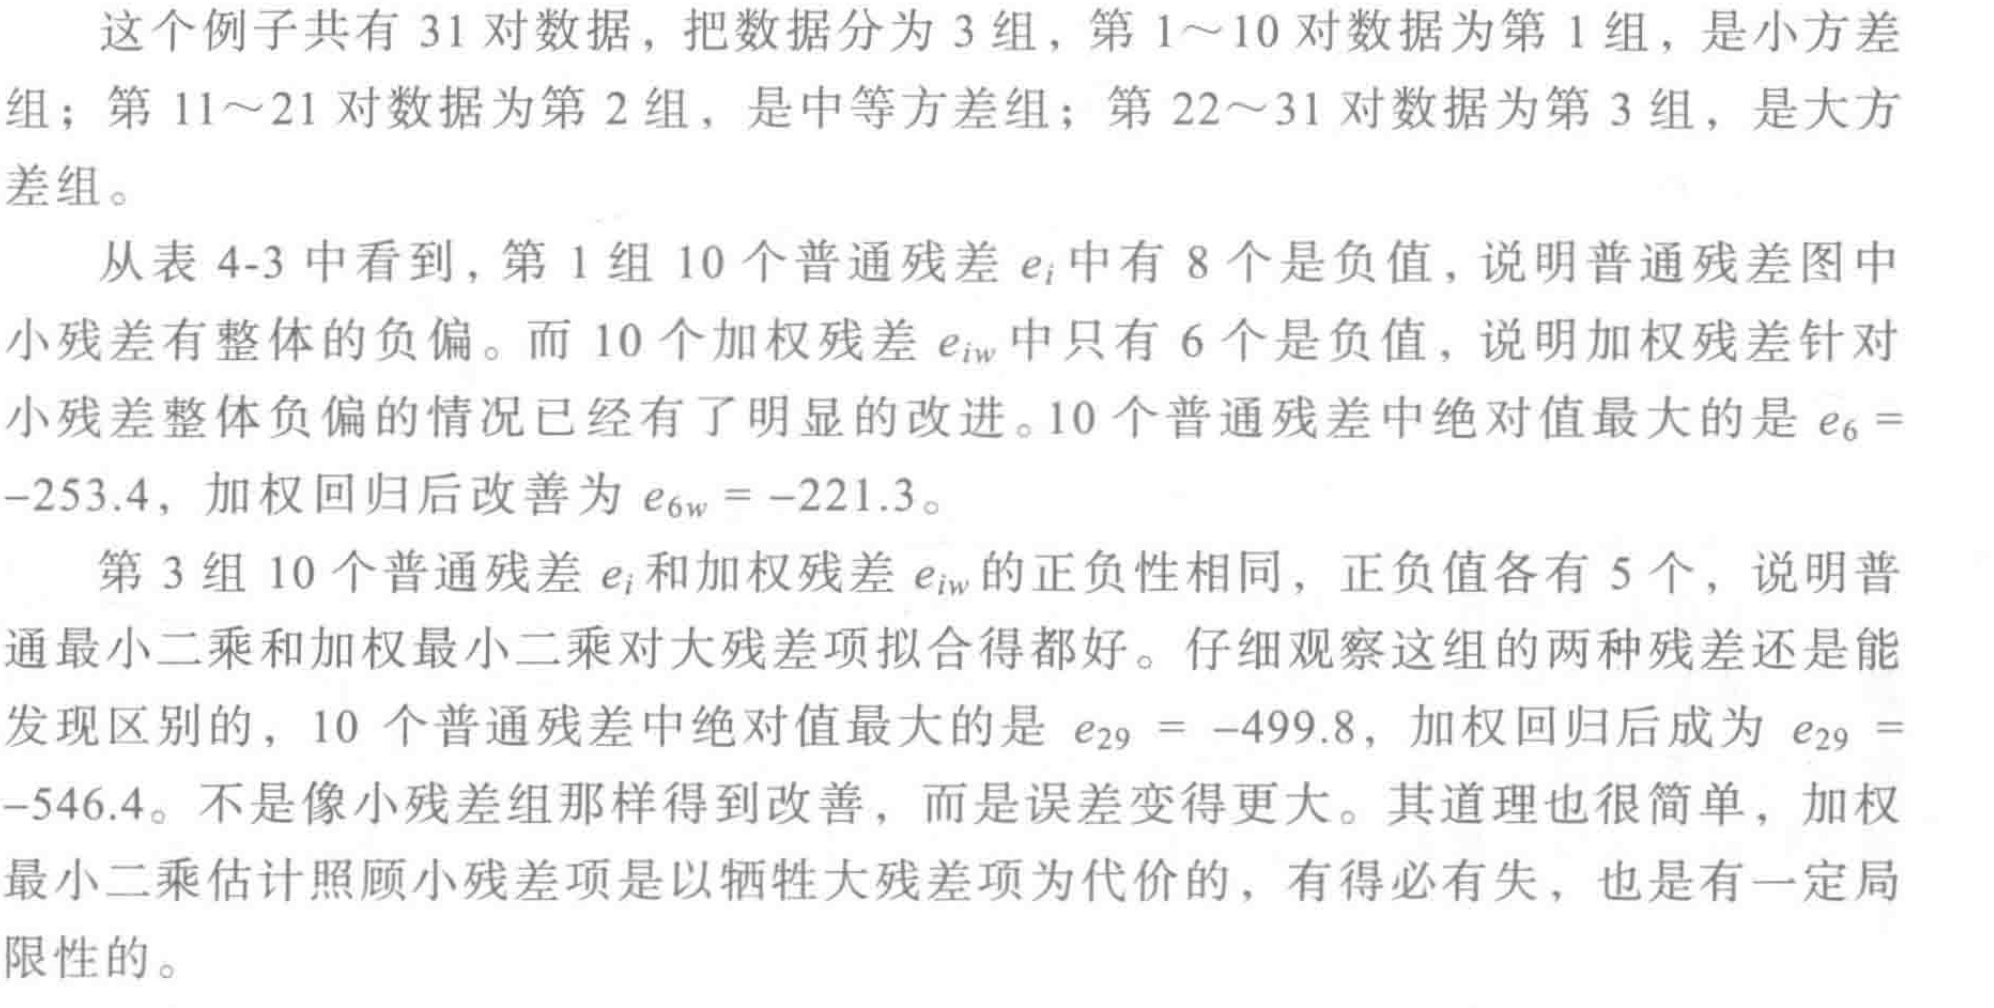 这个例子共有 31 对数据，把数据分为 3 组，第 1～10 对数据为第 1 组，是小方差
组；第 11～21 对数据为第 2 组，是中等方差组；第 22～31 对数据为第 3 组，是大方
差组。
从表 4-3 中看到，第 1 组 10 个普通残差 eᵢ 中有 8 个是负值，说明普通残差图中
小残差有整体的负偏。而 10 个加权残差 e_{iw} 中只有 6 个是负值，说明加权残差针对
小残差整体负偏的情况已经有了明显的改进。10 个普通残差中绝对值最大的是 e₆ =
–253.4，加权回归后改善为 e_{6w} = –221.3。
第 3 组 10 个普通残差 eᵢ 和加权残差 e_{iw} 的正负性相同，正负值各有 5 个，说明普
通最小二乘和加权最小二乘对大残差项拟合得都好。仔细观察这组的两种残差还是能
发现区别的，10 个普通残差中绝对值最大的是 e₂₉ = –499.8，加权回归后成为 e₂₉ =
–546.4。不是像小残差组那样得到改善，而是误差变得更大。其道理也很简单，加权
最小二乘估计照顾小残差项是以牺牲大残差项为代价的，有得必有失，也是有一定局
限性的。